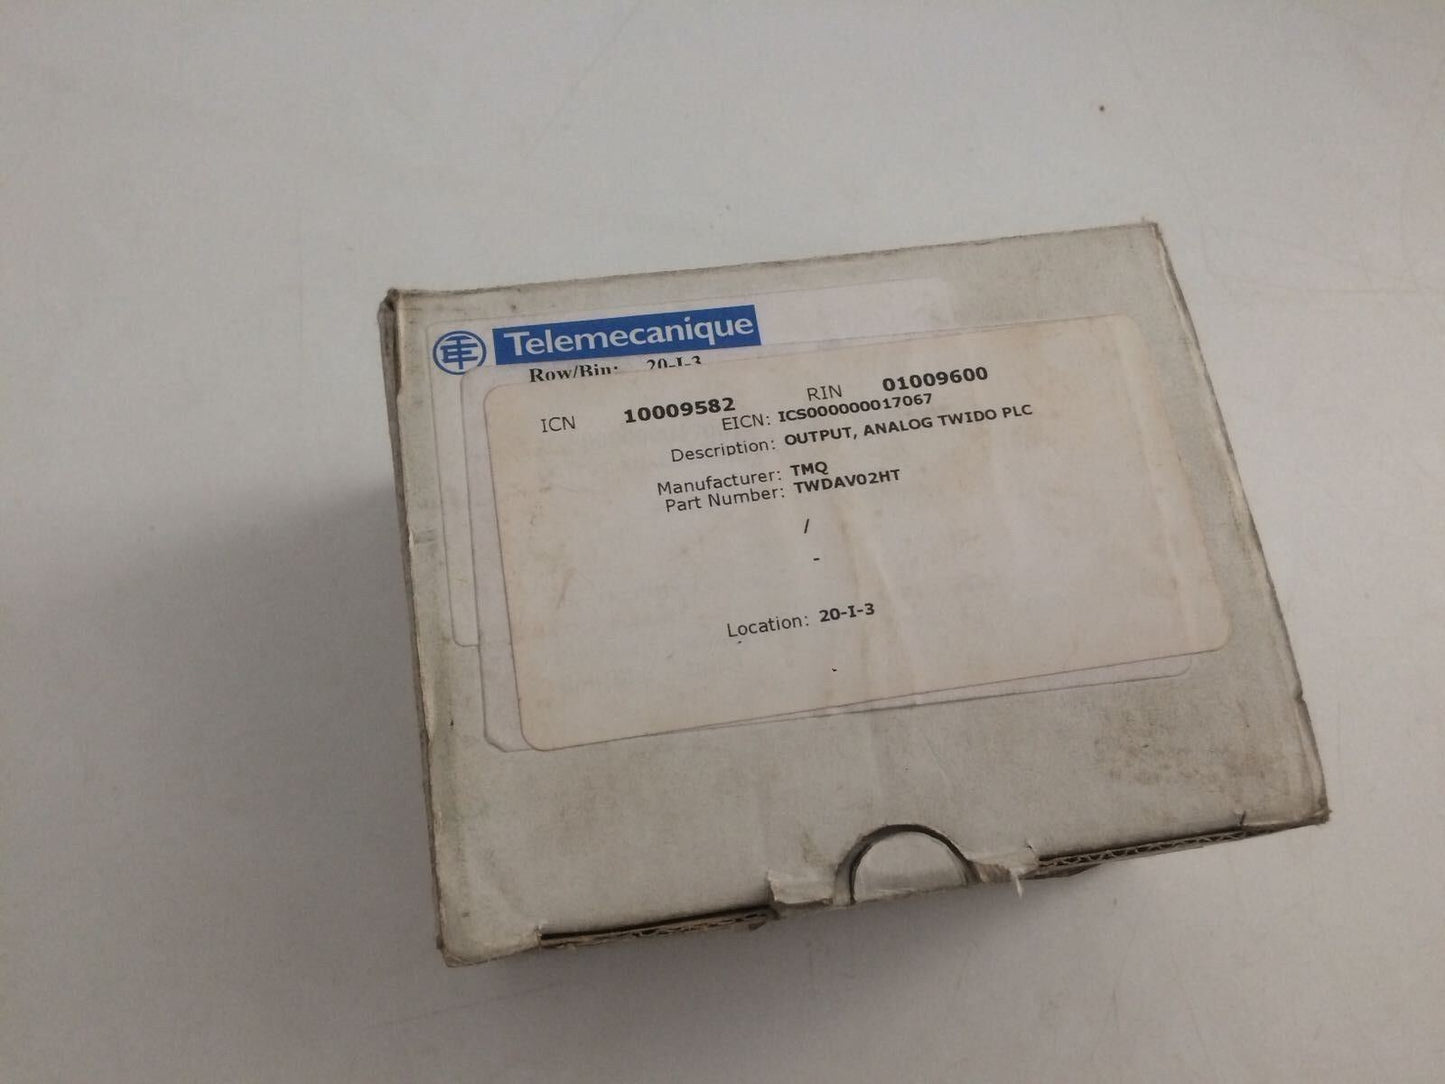 Telemecanique
Row/Bin: 20-I-3
ICN 10009582 RIN 01009600
EICN: ICS000000017067
Description: OUTPUT, ANALOG TWIDO PLC
Manufacturer: TMQ
Part Number: TWDAVO2HT
/
-
Location: 20-I-3